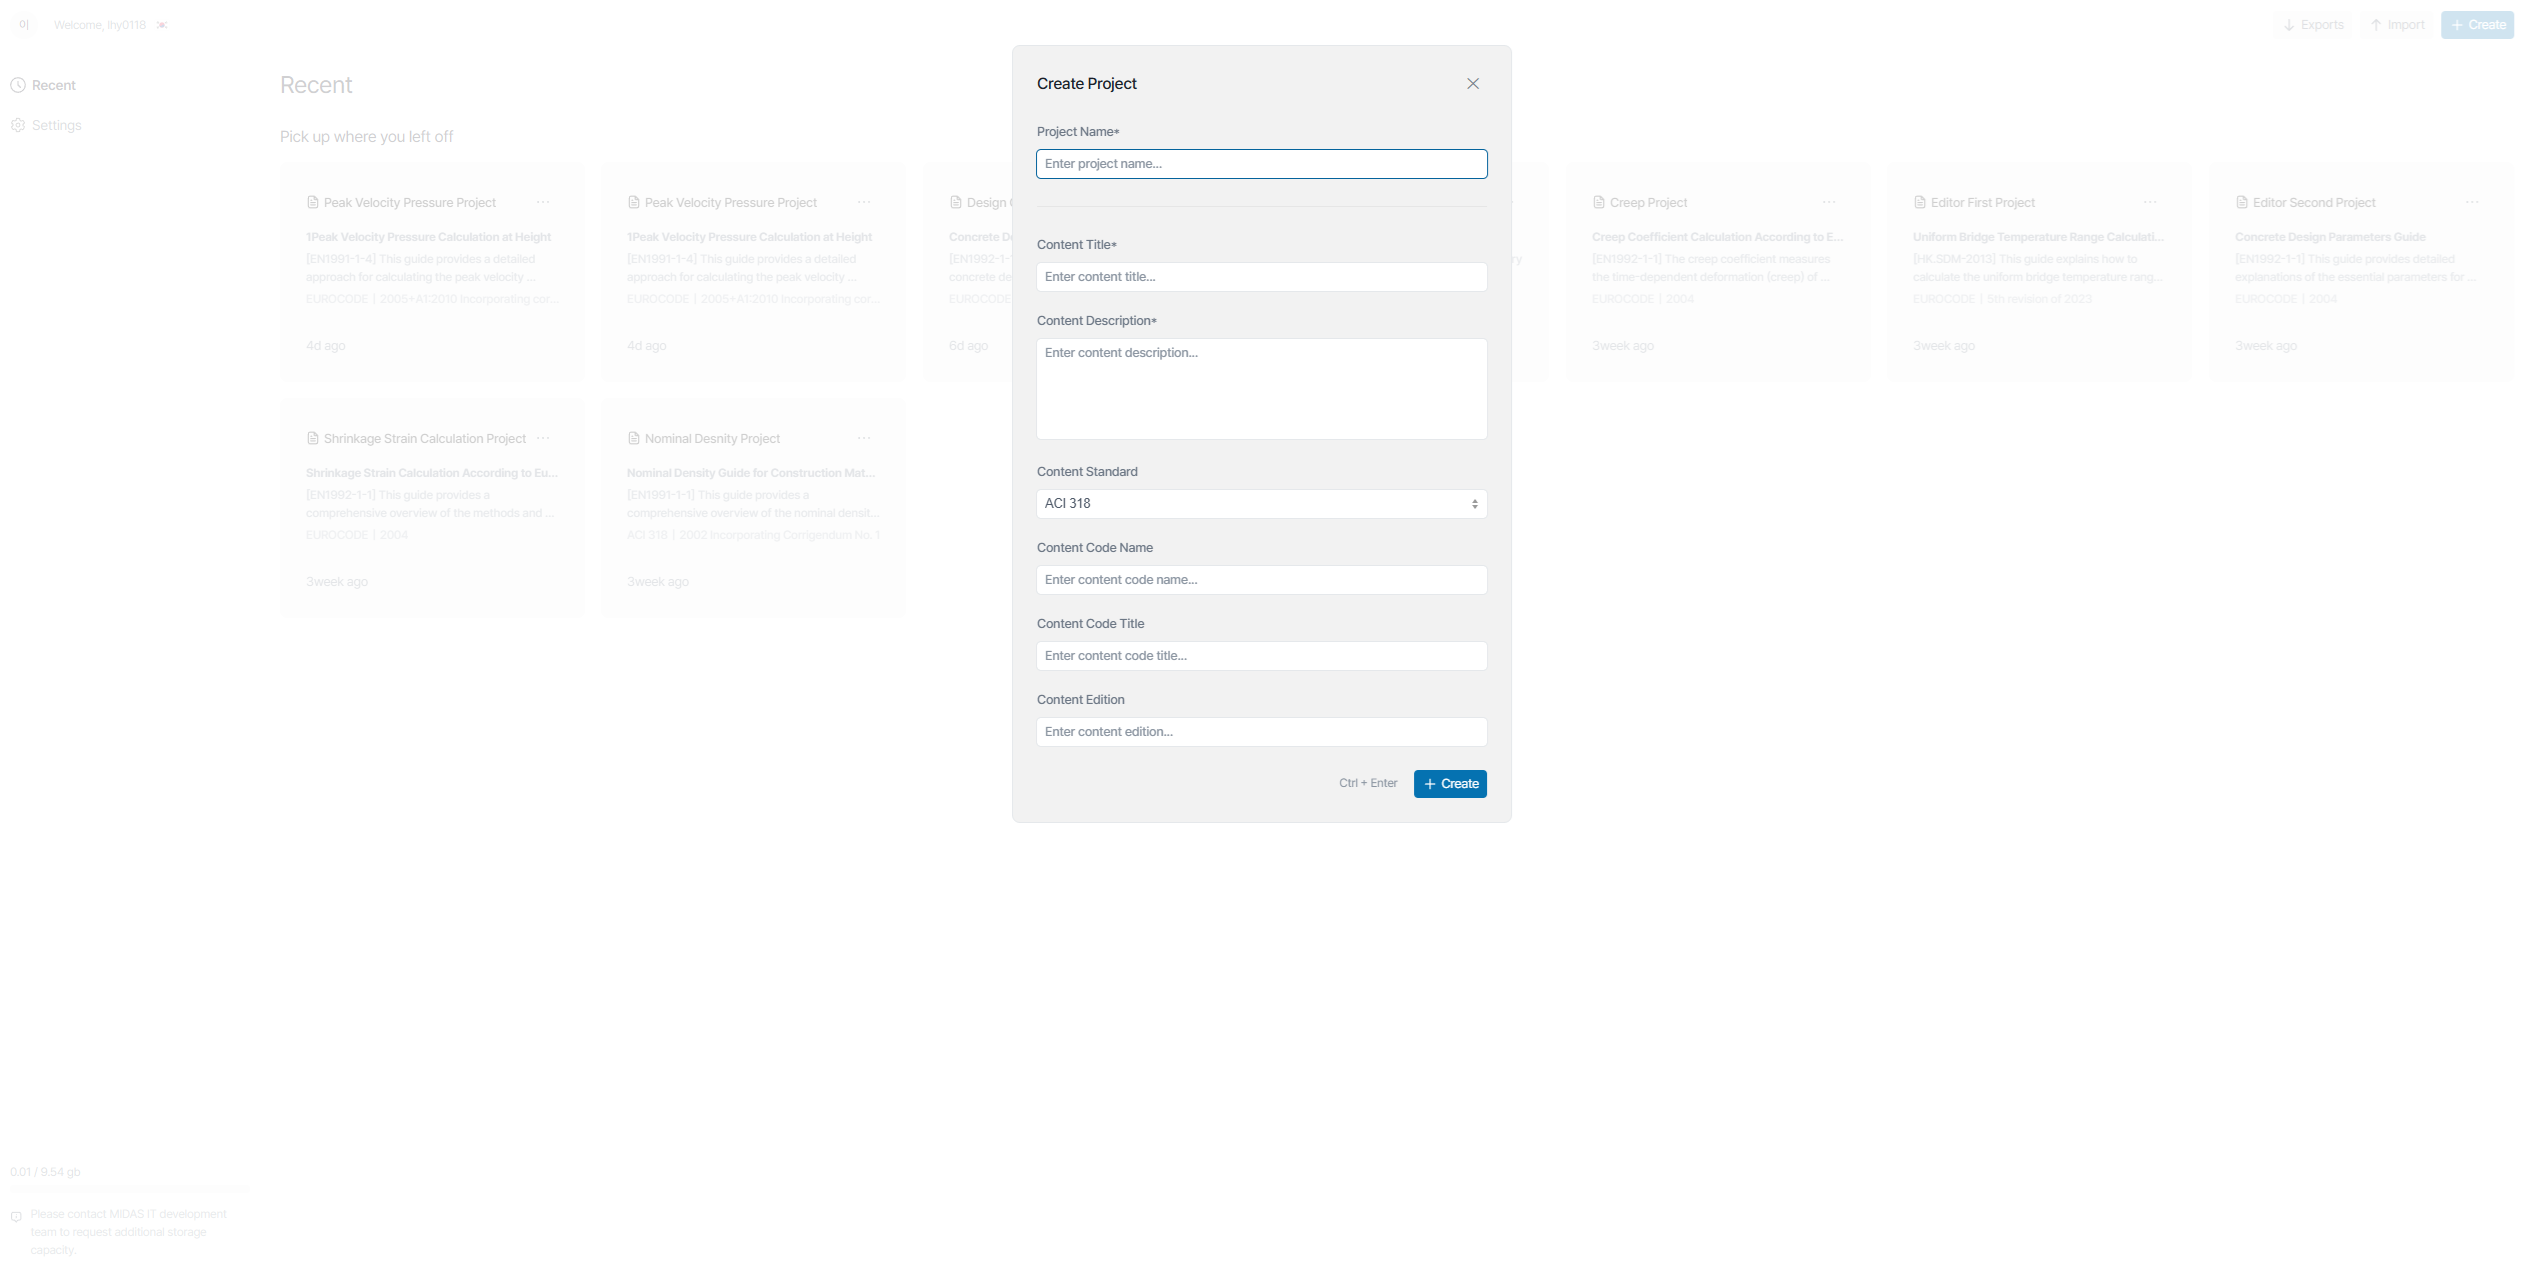 이
Welcome, lhy0118
Exports
Import
Create
Recent
Settings
Recent
Pick up where you left off
Peak Velocity Pressure Project
1Peak Velocity Pressure Calculation at Height
[EN1991-1-4] This guide provides a detailed
approach for calculating the peak velocity ...
EUROCODE | 2005+A1:2010 Incorporating cor...
4d ago
Peak Velocity Pressure Project
1Peak Velocity Pressure Calculation at Height
[EN1991-1-4] This guide provides a detailed
approach for calculating the peak velocity ...
EUROCODE | 2005+A1:2010 Incorporating cor...
4d ago
Design
Concrete
[EN1992-1-
concrete de
EUROCODE
6d ago
Creep Project
Creep Coefficient Calculation According to E...
[EN1992-1-1] The creep coefficient measures
the time-dependent deformation (creep) of ...
EUROCODE | 2004
3week ago
Editor First Project
Uniform Bridge Temperature Range Calculati...
[HK.SDM-2013] This guide explains how to
calculate the uniform bridge temperature rang...
EUROCODE | 5th revision of 2023
3week ago
Editor Second Project
Concrete Design Parameters Guide
[EN1992-1-1] This guide provides detailed
explanations of the essential parameters for ...
EUROCODE | 2004
3week ago
Shrinkage Strain Calculation Project
Shrinkage Strain Calculation According to Eu...
[EN1992-1-1] This guide provides a
comprehensive overview of the methods and ...
EUROCODE | 2004
3week ago
Nominal Desnity Project
Nominal Density Guide for Construction Mat...
[EN1991-1-1] This guide provides a
comprehensive overview of the nominal densit...
ACI 318 | 2002 Incorporating Corrigendum No. 1
3week ago
Create Project
Project Name*
Enter project name...
Content Title*
Enter content title...
Content Description*
Enter content description...
Content Standard
ACI 318
Content Code Name
Enter content code name...
Content Code Title
Enter content code title...
Content Edition
Enter content edition...
Ctrl + Enter
Create
0.01 / 9.54 gb
Please contact MIDAS IT development
team to request additional storage
capacity.